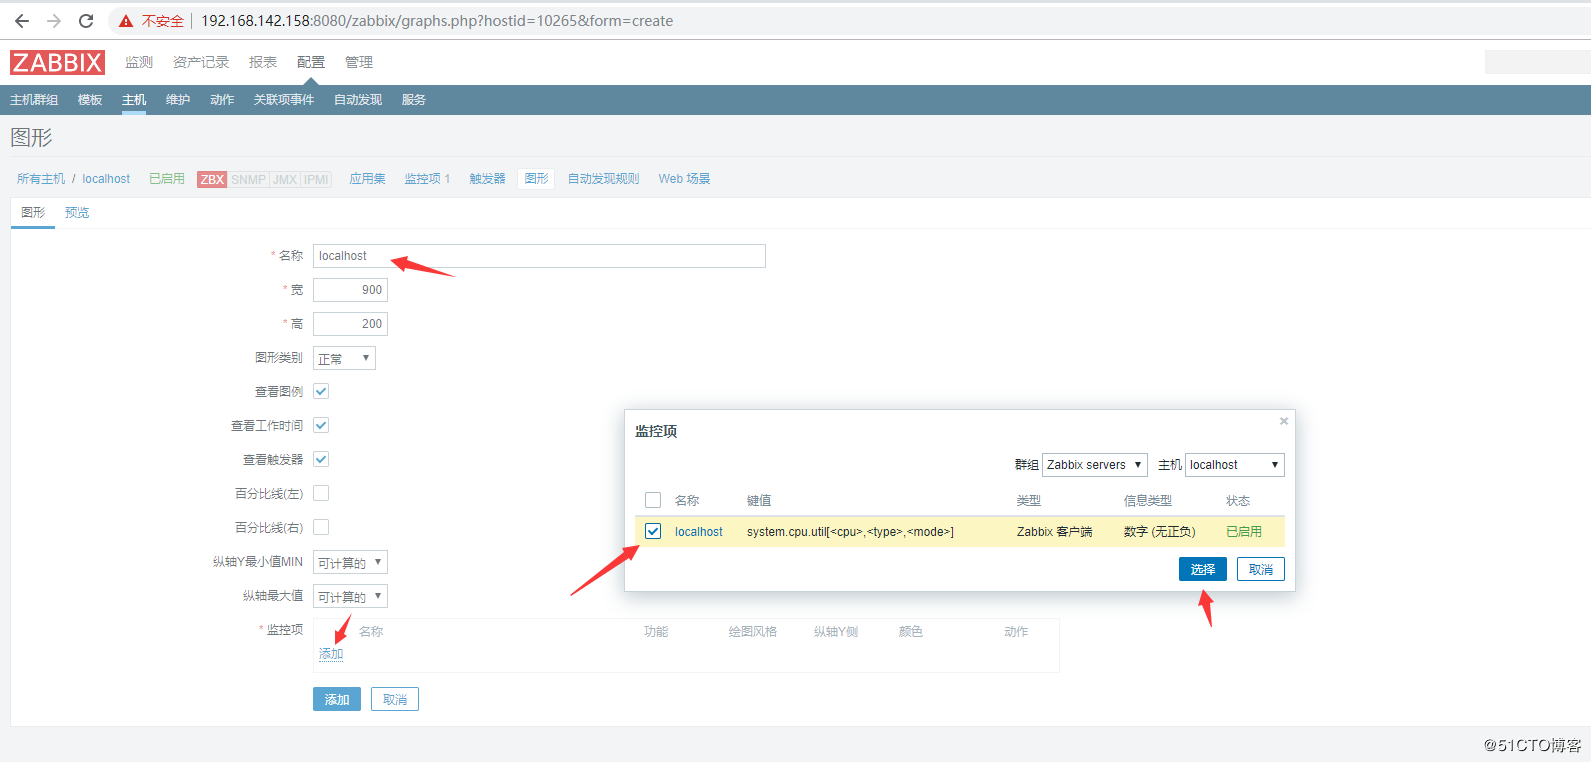 不安全 192.168.142.158:8080/zabbix/graphs.php?hostid=10265&form=create
ZABBIX 监测 资产记录 报表 配置 管理
主机群组 模板 主机 维护 动作 关联项事件 自动发现 服务
图形
所有主机 / localhost 已启用 ZBX SNMP JMX IPMI 应用集 监控项 1 触发器 图形 自动发现规则 Web 场景
图形 预览
* 名称 localhost
* 宽 900
* 高 200
图形类别 正常
查看图例
查看工作时间
查看触发器
百分比线(左)
百分比线(右)
纵轴Y最小值MIN 可计算的
纵轴最大值 可计算的
* 监控项 名称 功能 绘图风格 纵轴Y侧 颜色 动作
添加
添加 取消
监控项
群组 Zabbix servers 主机 localhost
名称 键值 类型 信息类型 状态
localhost system.cpu.util[<cpu>,<type>,<mode>] Zabbix 客户端 数字 (无正负) 已启用
选择 取消
@51CTO博客